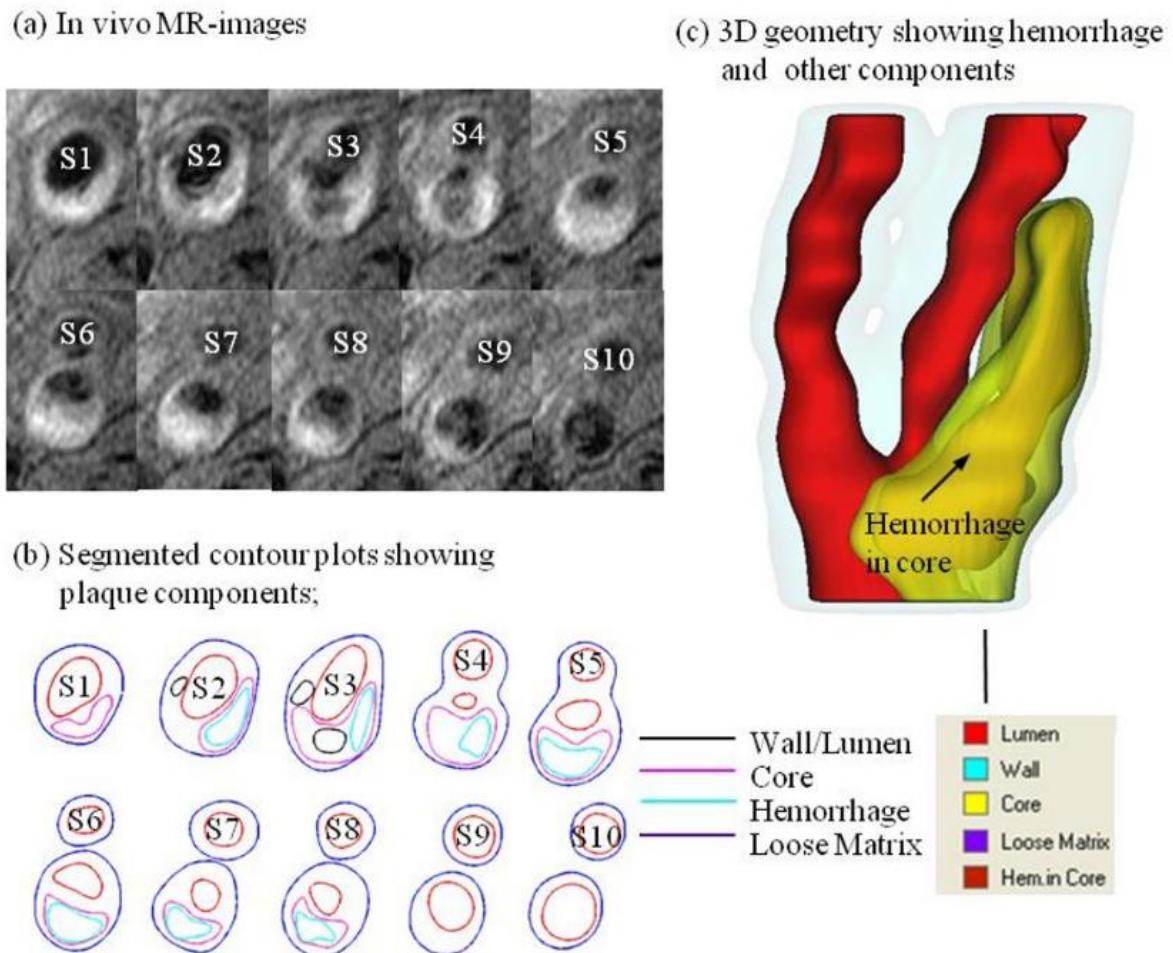 (a) In vivo MR-images
S1 S2 S3 S4 S5
S6 S7 S8 S9 S10
(b) Segmented contour plots showing
plaque components;
S1 S2 S3 S4 S5
S6 S7 S8 S9 S10
Wall/Lumen
Core
Hemorrhage
Loose Matrix
(c) 3D geometry showing hemorrhage
and other components
Hemorrhage
in core
Lumen
Wall
Core
Loose Matrix
Hem.in Core